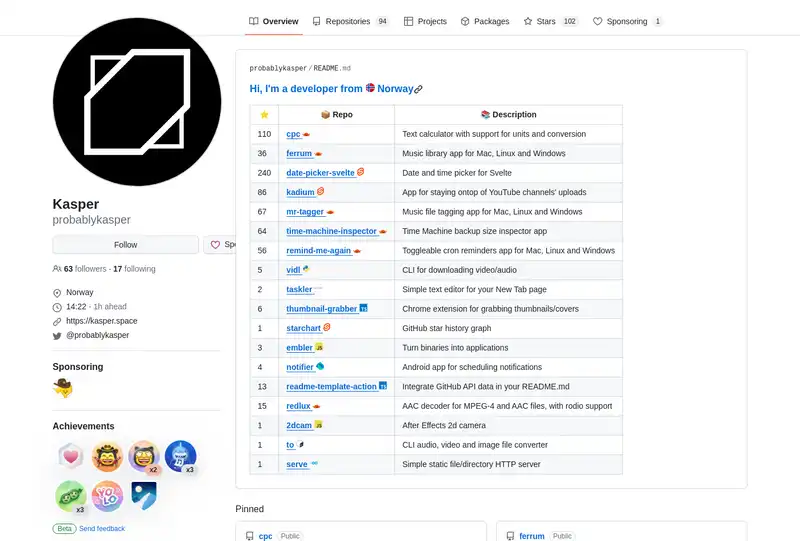 Overview
Repositories 94
Projects
Packages
Stars 102
Sponsoring 1
Kasper
probablykasper
Follow
63 followers · 17 following
Norway
14:22 - 1h ahead
https://kasper.space
@probablykasper
Sponsoring
Achievements
x2
x3
x3
YOLO
Beta Send feedback
probablykasper/README.md
Hi, I'm a developer from Norway
Repo Description
110 cpc Text calculator with support for units and conversion
36 ferrum Music library app for Mac, Linux and Windows
240 date-picker-svelte Date and time picker for Svelte
86 kadium App for staying ontop of YouTube channels' uploads
67 mr-tagger Music file tagging app for Mac, Linux and Windows
64 time-machine-inspector Time Machine backup size inspector app
56 remind-me-again Toggleable cron reminders app for Mac, Linux and Windows
5 vidl CLI for downloading video/audio
2 taskler Simple text editor for your New Tab page
6 thumbnail-grabber Chrome extension for grabbing thumbnails/covers
1 starchart GitHub star history graph
3 embler Turn binaries into applications
4 notifier Android app for scheduling notifications
13 readme-template-action Integrate GitHub API data in your README.md
15 redlux AAC decoder for MPEG-4 and AAC files, with rodio support
1 2dcam After Effects 2d camera
1 to CLI audio, video and image file converter
1 serve Simple static file/directory HTTP server
Pinned
cpc Public
ferrum Public